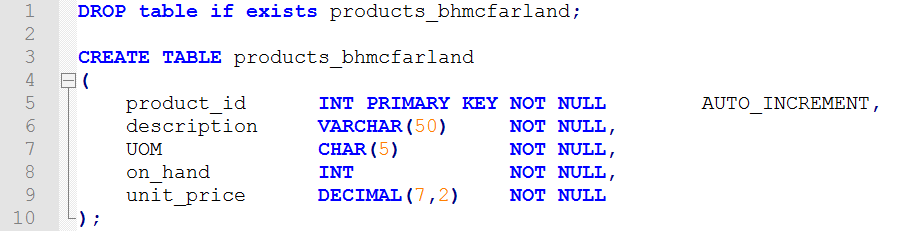 1 DROP table if exists products_bhmcfarland;
2
3 CREATE TABLE products_bhmcfarland
4 (
5 product_id INT PRIMARY KEY NOT NULL AUTO_INCREMENT,
6 description VARCHAR(50) NOT NULL,
7 UOM CHAR(5) NOT NULL,
8 on_hand INT NOT NULL,
9 unit_price DECIMAL(7,2) NOT NULL
10 );